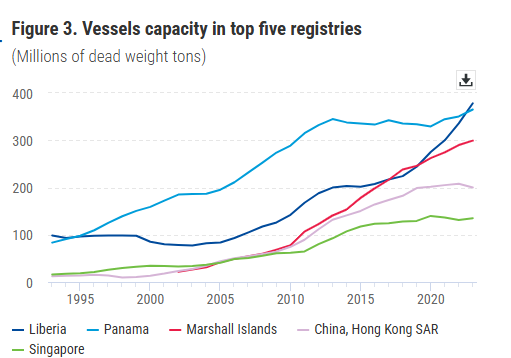 Figure 3. Vessels capacity in top five registries
(Millions of dead weight tons)
400
300
200
100
0
1995 2000 2005 2010 2015 2020
Liberia Panama Marshall Islands China, Hong Kong SAR
Singapore